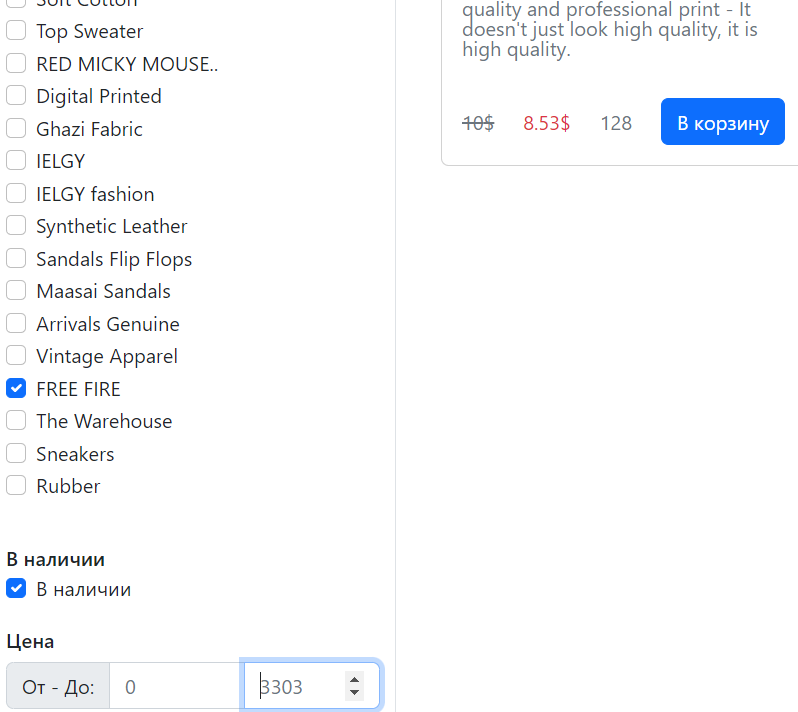 Soft Cotton
Top Sweater
RED MICKY MOUSE..
Digital Printed
Ghazi Fabric
IELGY
IELGY fashion
Synthetic Leather
Sandals Flip Flops
Maasai Sandals
Arrivals Genuine
Vintage Apparel
FREE FIRE
The Warehouse
Sneakers
Rubber
В наличии
В наличии
Цена
От - До: 0 3303
quality and professional print - It
doesn't just look high quality, it is
high quality.
10$ 8.53$ 128 В корзину